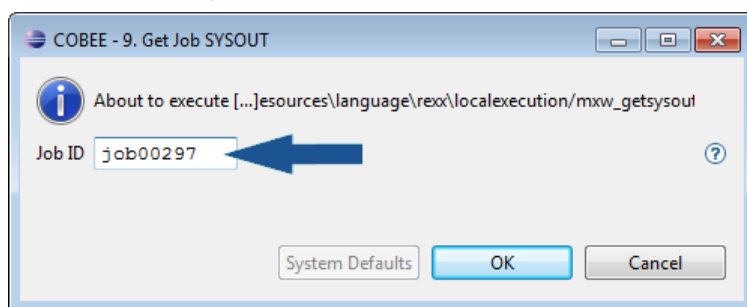 COBEE - 9. Get Job SYSOUT
About to execute [...]esources\language\rexx\localexecution/mxw_getsysout
Job ID job00297
System Defaults OK Cancel